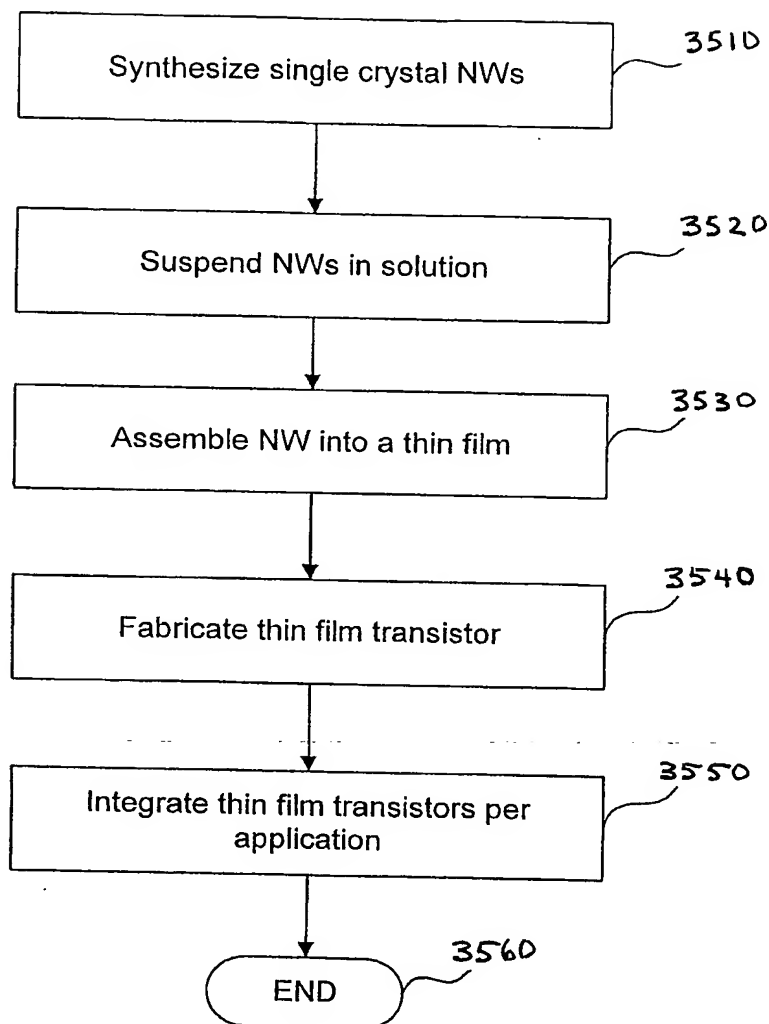 3510
Synthesize single crystal NWs
3520
Suspend NWs in solution
3530
Assemble NW into a thin film
3540
Fabricate thin film transistor
3550
Integrate thin film transistors per
application
3560
END